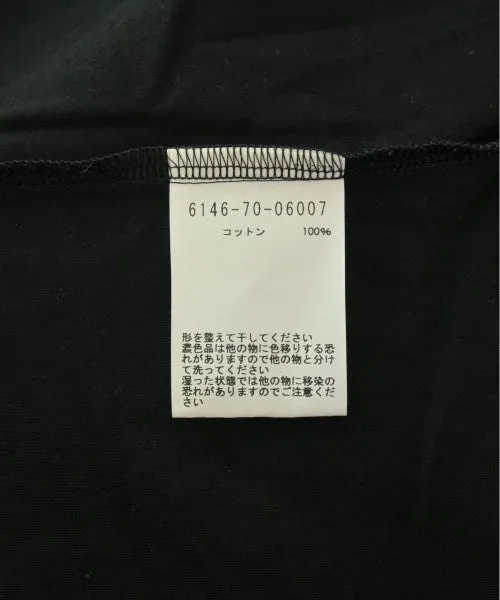 6146-70-06007
コットン 100%
形を整えて干してください
濃色品は他の物に色移りする恐
れがありますので他の物と分け
て洗ってください
湿った状態では他の物に移染の
恐れがありますのでご注意くだ
さい